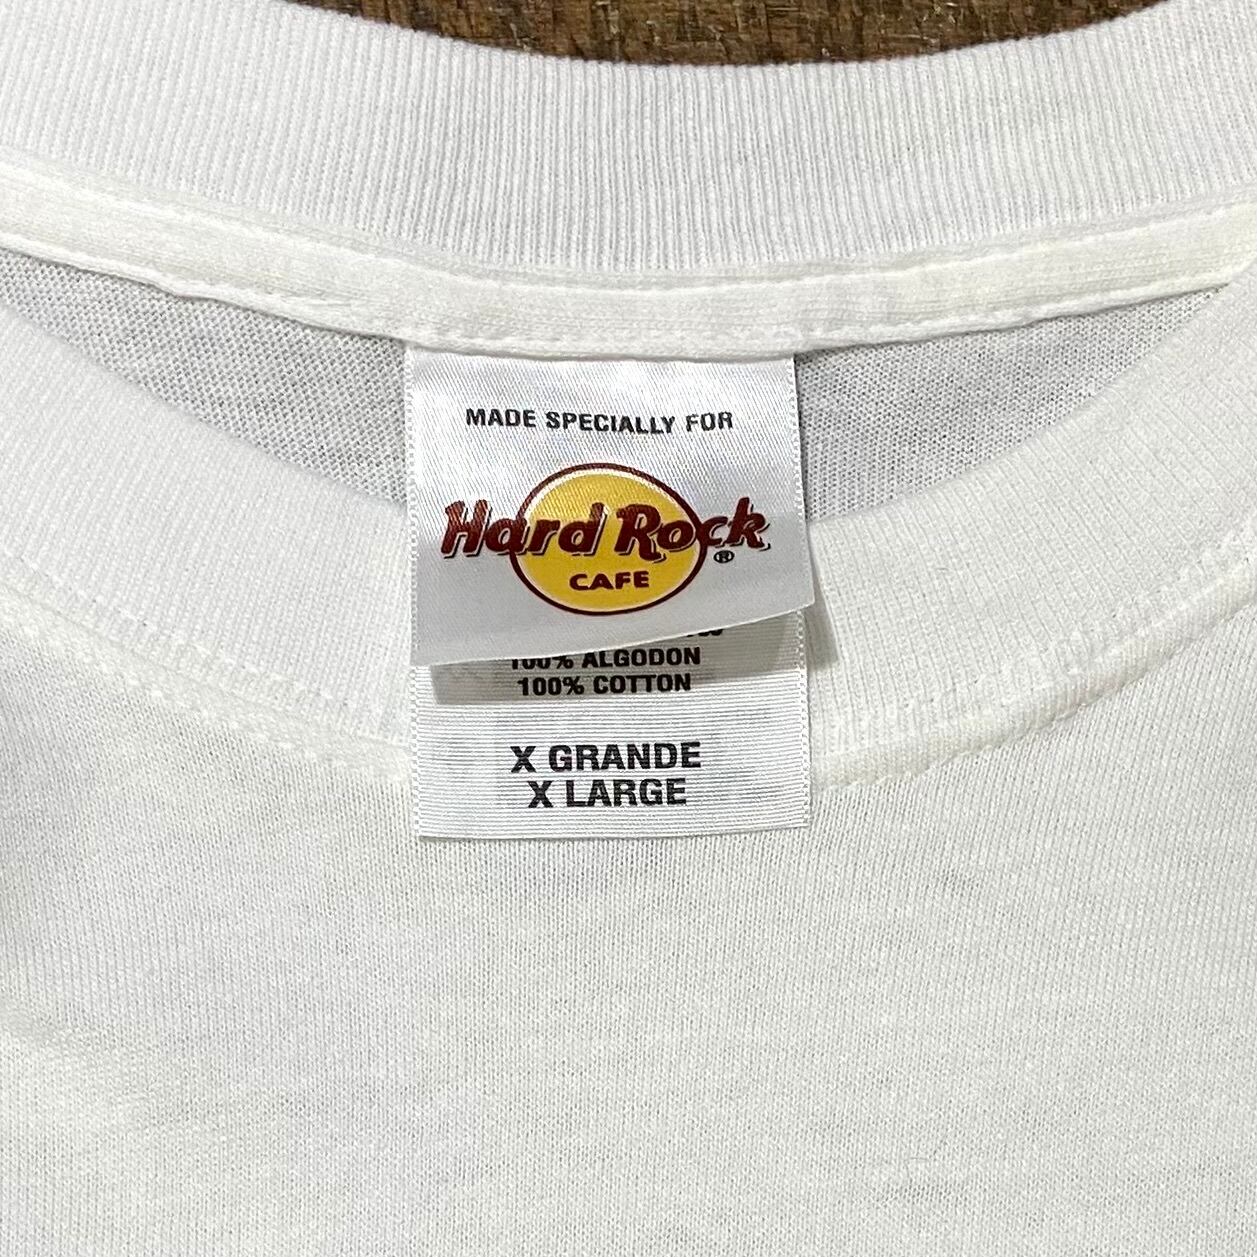 MADE SPECIALLY FOR
Hard Rock ®
CAFE
100% ALGODON
100% COTTON
X GRANDE
X LARGE